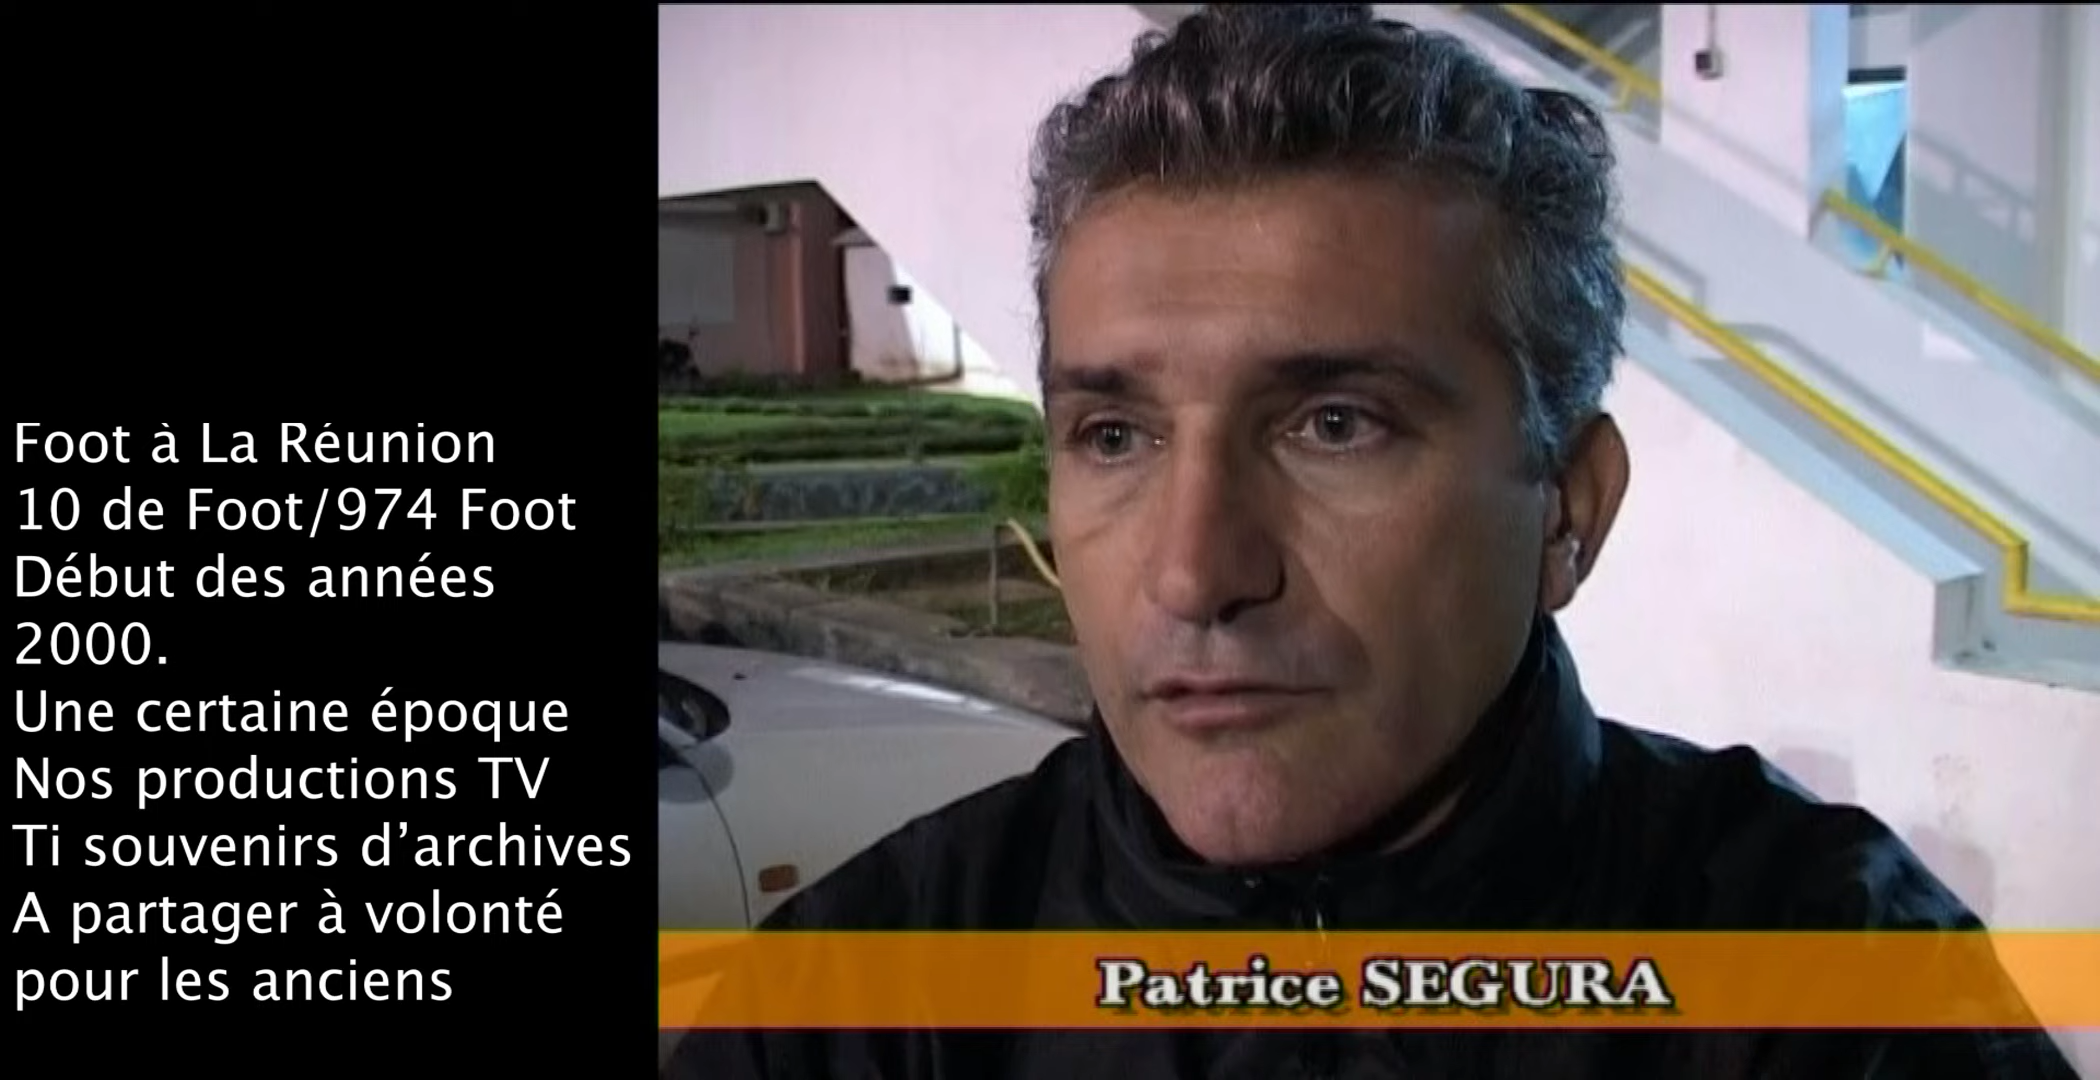 Foot à La Réunion
10 de Foot/974 Foot
Début des années
2000.
Une certaine époque
Nos productions TV
Ti souvenirs d’archives
A partager à volonté
pour les anciens
Patrice SEGURA